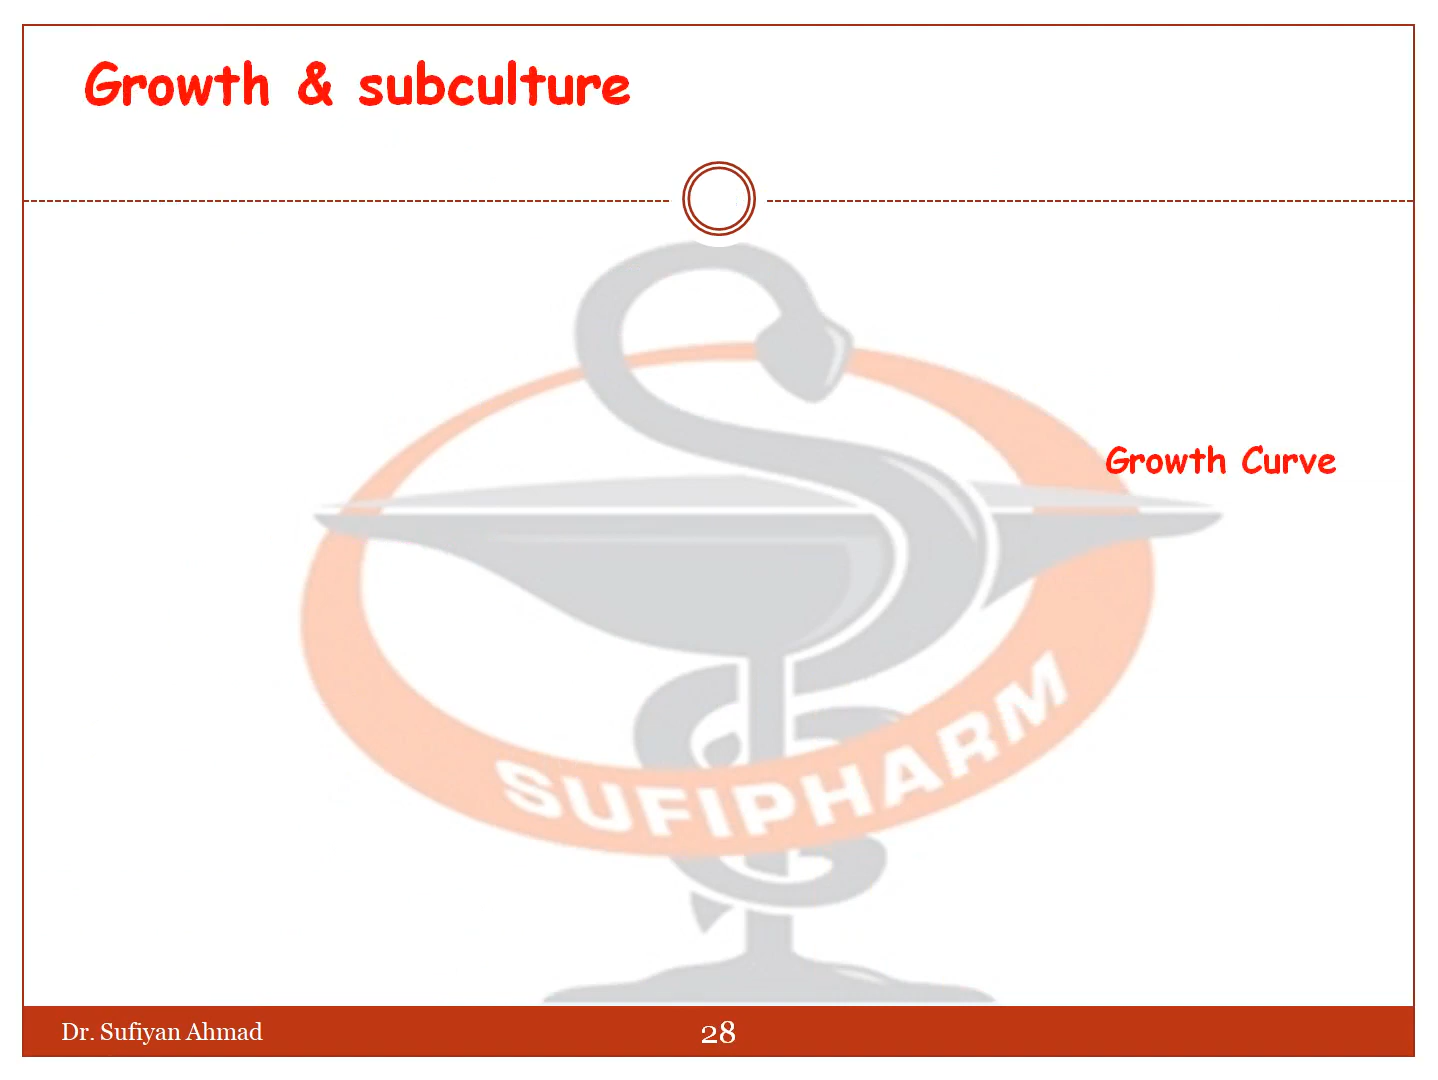 Growth & subculture
Growth Curve
SUFIPHARM
Dr. Sufiyan Ahmad
28